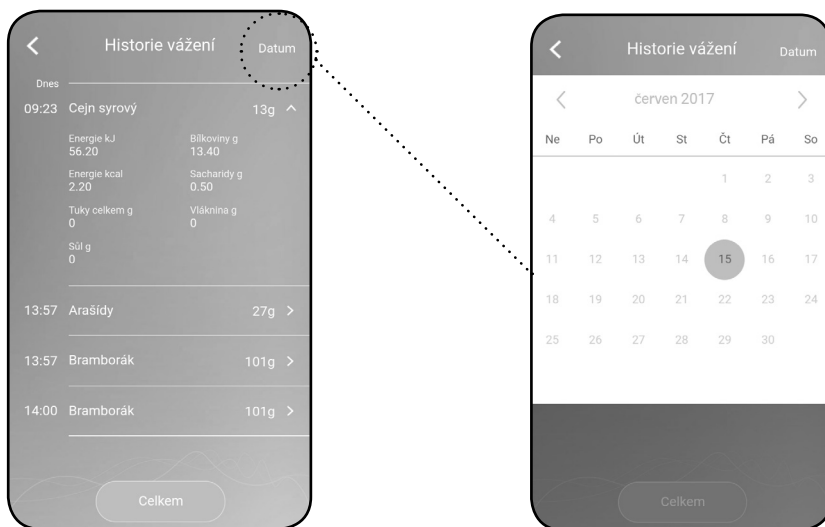 Historie vážení Datum
Dnes
09:23 Cejn syrový 13g
Energie kJ Bílkoviny g
56.20 13.40
Energie kcal Sacharidy g
2.20 0.50
Tuky celkem g Vláknina g
0 0
Sůl g
0
13:57 Arašídy 27g
13:57 Bramborák 101g
14:00 Bramborák 101g
Celkem
Historie vážení Datum
červen 2017
Ne Po Út St Čt Pá So
1 2 3
4 5 6 7 8 9 10
11 12 13 14 15 16 17
18 19 20 21 22 23 24
25 26 27 28 29 30
Celkem